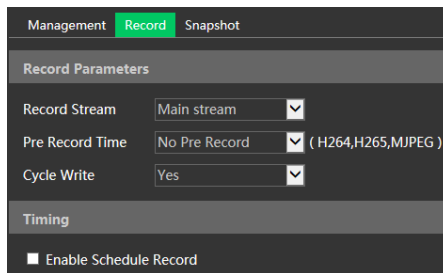 Management Record Snapshot
Record Parameters
Record Stream Main stream
Pre Record Time No Pre Record ( H264,H265,MJPEG )
Cycle Write Yes
Timing
Enable Schedule Record